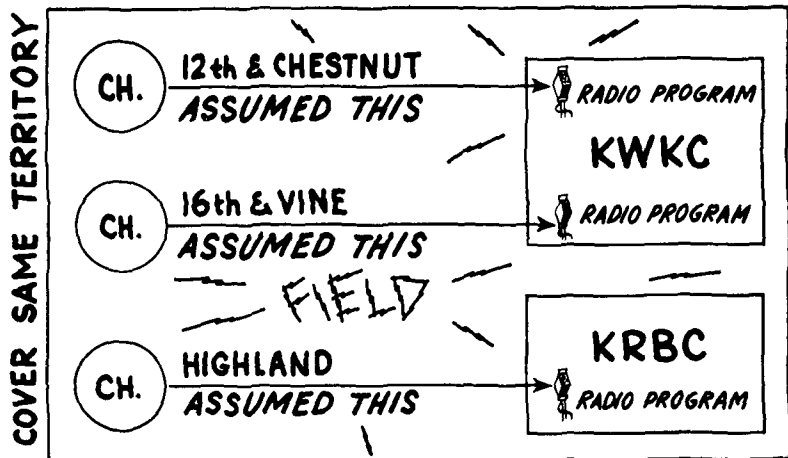 COVER SAME TERRITORY
CH.
12th & CHESTNUT
ASSUMED THIS
RADIO PROGRAM
KWKC
CH.
16th & VINE
ASSUMED THIS
RADIO PROGRAM
FIELD
CH.
HIGHLAND
ASSUMED THIS
KRBC
RADIO PROGRAM